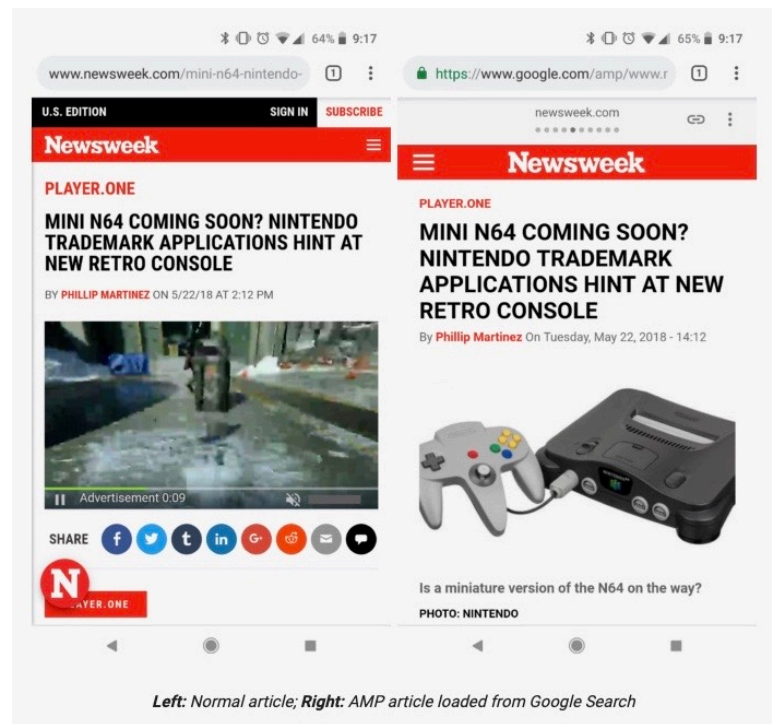 64% 9:17
www.newsweek.com/mini-n64-nintendo- 1
U.S. EDITION SIGN IN SUBSCRIBE
Newsweek
PLAYER.ONE
MINI N64 COMING SOON? NINTENDO
TRADEMARK APPLICATIONS HINT AT
NEW RETRO CONSOLE
BY PHILLIP MARTINEZ ON 5/22/18 AT 2:12 PM
Advertisement 0:09
SHARE f t in G+
N
PLAYER.ONE
65% 9:17
https://www.google.com/amp/www.r 1
newsweek.com
Newsweek
PLAYER.ONE
MINI N64 COMING SOON?
NINTENDO TRADEMARK
APPLICATIONS HINT AT NEW
RETRO CONSOLE
By Phillip Martinez On Tuesday, May 22, 2018 - 14:12
Is a miniature version of the N64 on the way?
PHOTO: NINTENDO
Left: Normal article; Right: AMP article loaded from Google Search